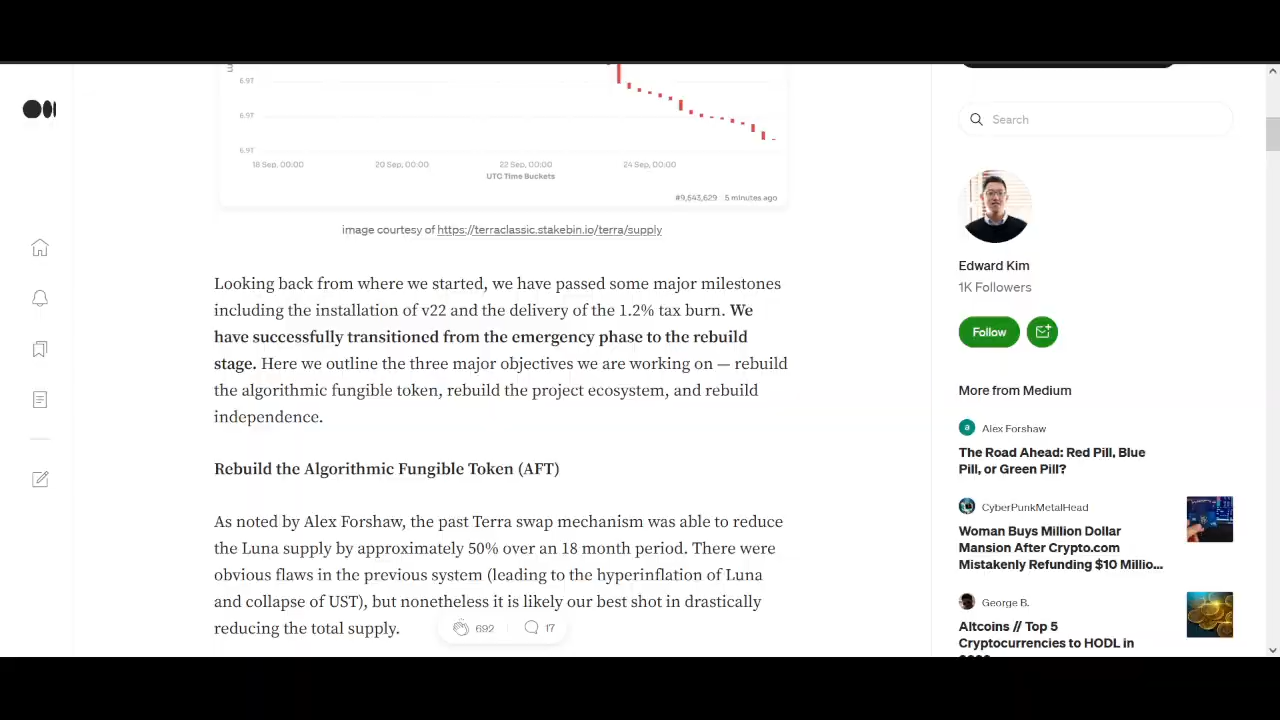 6.9T
6.9T
6.9T
18 Sep, 00:00 20 Sep, 00:00 22 Sep, 00:00 24 Sep, 00:00
UTC Time Buckets
#9,543,629 5 minutes ago
image courtesy of https://terraclassic.stakebin.io/terra/supply
Looking back from where we started, we have passed some major milestones
including the installation of v22 and the delivery of the 1.2% tax burn. We
have successfully transitioned from the emergency phase to the rebuild
stage. Here we outline the three major objectives we are working on — rebuild
the algorithmic fungible token, rebuild the project ecosystem, and rebuild
independence.
Rebuild the Algorithmic Fungible Token (AFT)
As noted by Alex Forshaw, the past Terra swap mechanism was able to reduce
the Luna supply by approximately 50% over an 18 month period. There were
obvious flaws in the previous system (leading to the hyperinflation of Luna
and collapse of UST), but nonetheless it is likely our best shot in drastically
reducing the total supply.
692 17
Search
Edward Kim
1K Followers
Follow
More from Medium
a Alex Forshaw
The Road Ahead: Red Pill, Blue
Pill, or Green Pill?
CyberPunkMetalHead
Woman Buys Million Dollar
Mansion After Crypto.com
Mistakenly Refunding $10 Millio...
George B.
Altcoins // Top 5
Cryptocurrencies to HODL in